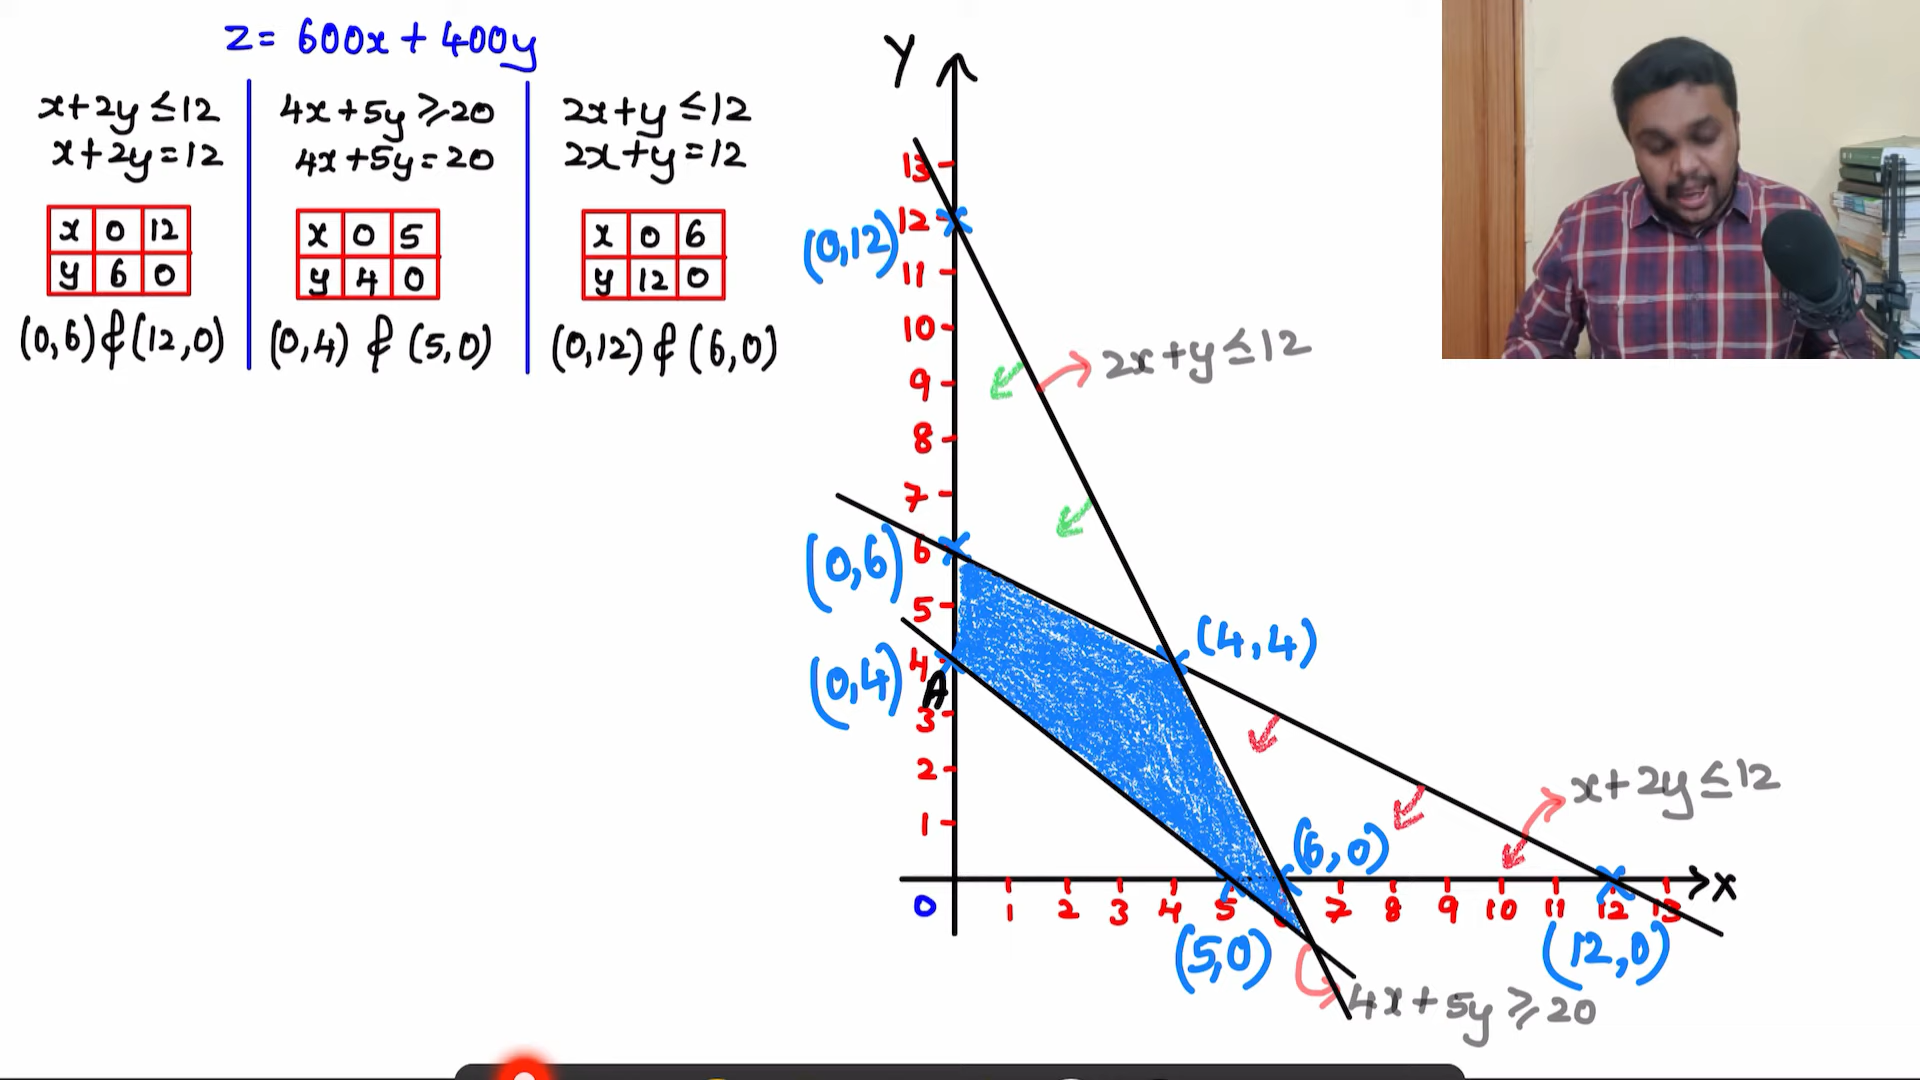 z = 600x + 400y
x+2y ≤ 12
x+2y = 12
x 0 12
y 6 0
(0,6) & (12,0)
4x+5y ≥ 20
4x+5y = 20
x 0 5
y 4 0
(0,4) & (5,0)
2x+y ≤ 12
2x+y = 12
x 0 6
y 12 0
(0,12) & (6,0)
Y
13
12
(0,12)
11
10
2x+y ≤ 12
9
8
7
6
(0,6)
5
(4,4)
4
(0,4)
A
3
2
x+2y ≤ 12
1
(6,0)
X
0 1 2 3 4 5 6 7 8 9 10 11 12 13
(5,0)
(12,0)
4x+5y ≥ 20